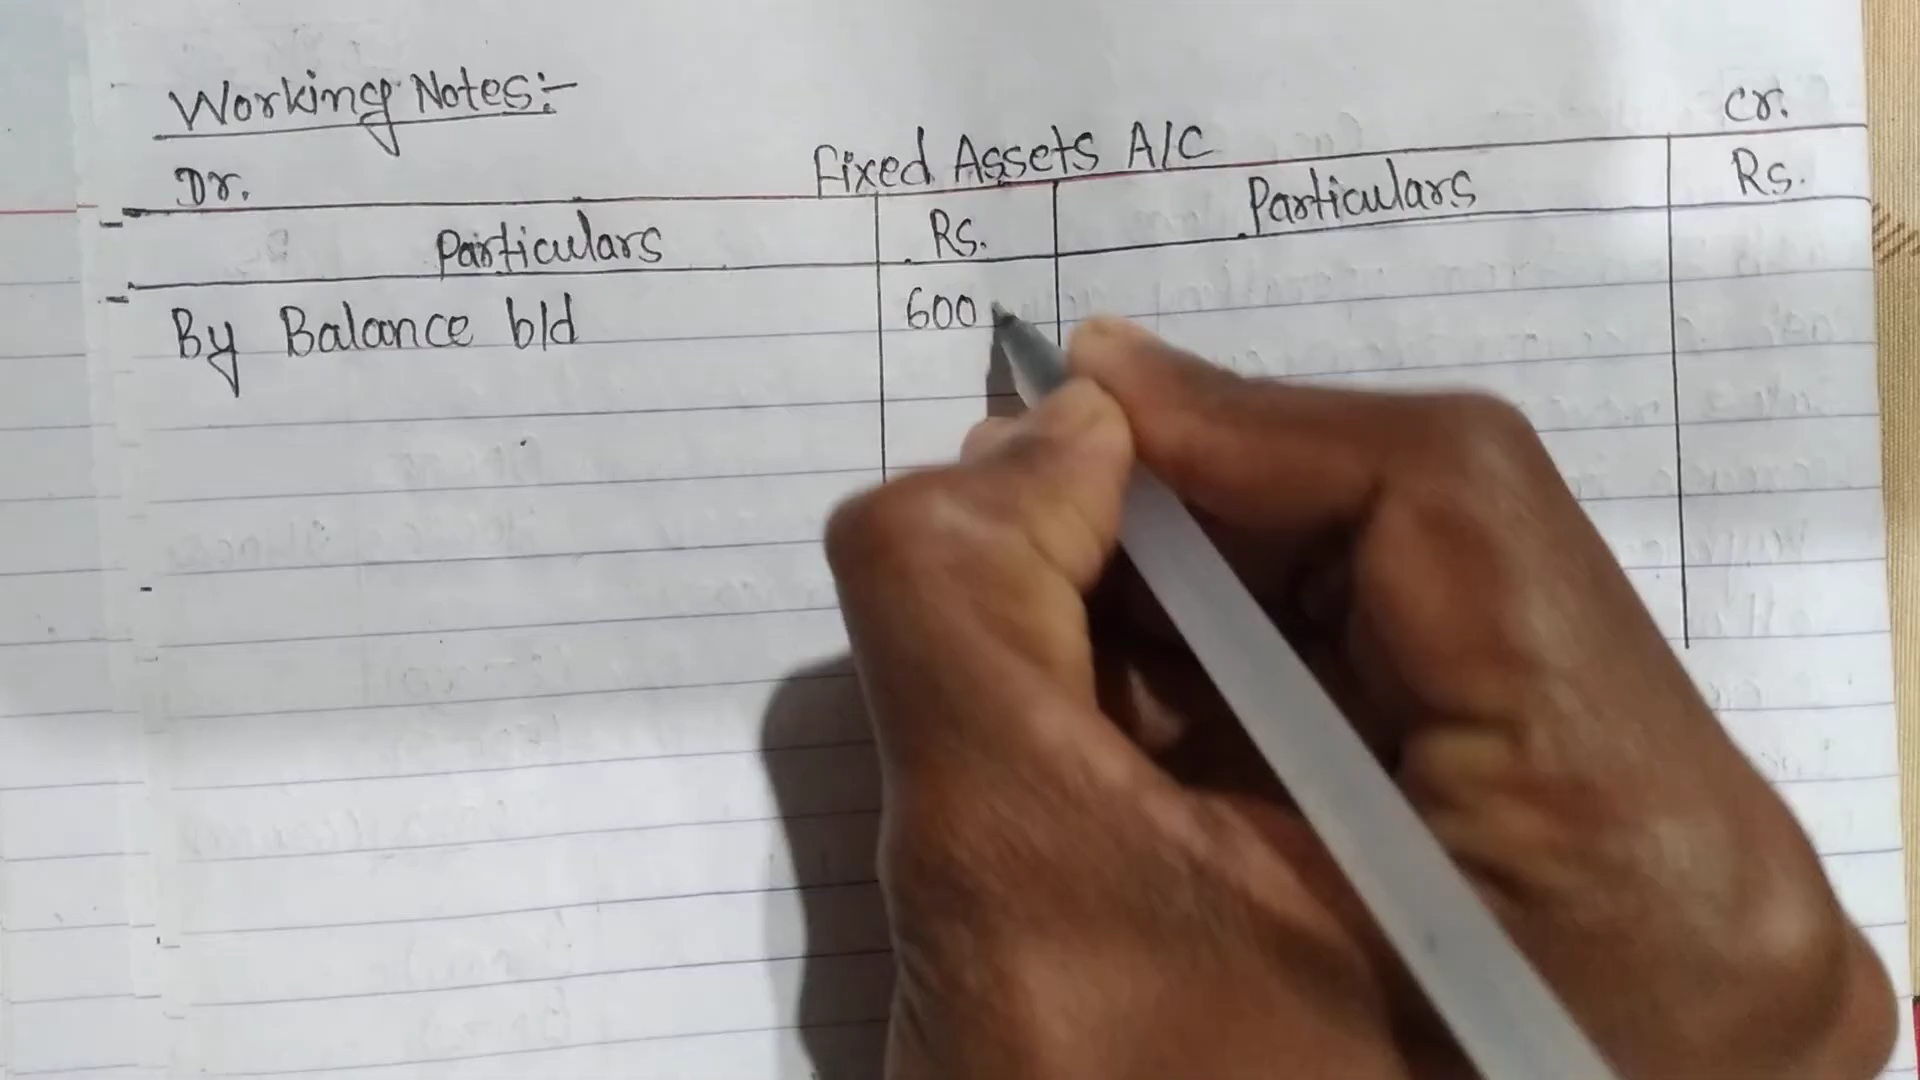 Working Notes:-
Dr. Fixed Assets A/C Cr.
Particulars Rs. Particulars Rs.
By Balance b/d 600